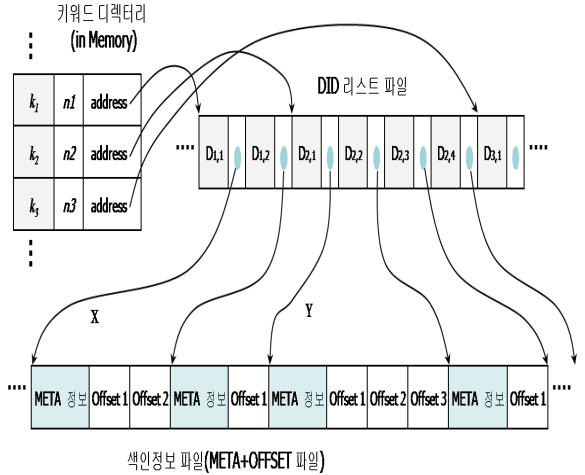 키워드 디렉터리
(in Memory)
k1 n1 address
k2 n2 address
k3 n3 address
DID 리스트 파일
D1,1 D1,2 D2,1 D2,2 D2,3 D2,4 D3,1
X
Y
META 정보 Offset 1 Offset 2 META 정보 Offset 1 META 정보 Offset 1 Offset 2 Offset 3 META 정보 Offset 1
색인정보 파일(META+OFFSET 파일)